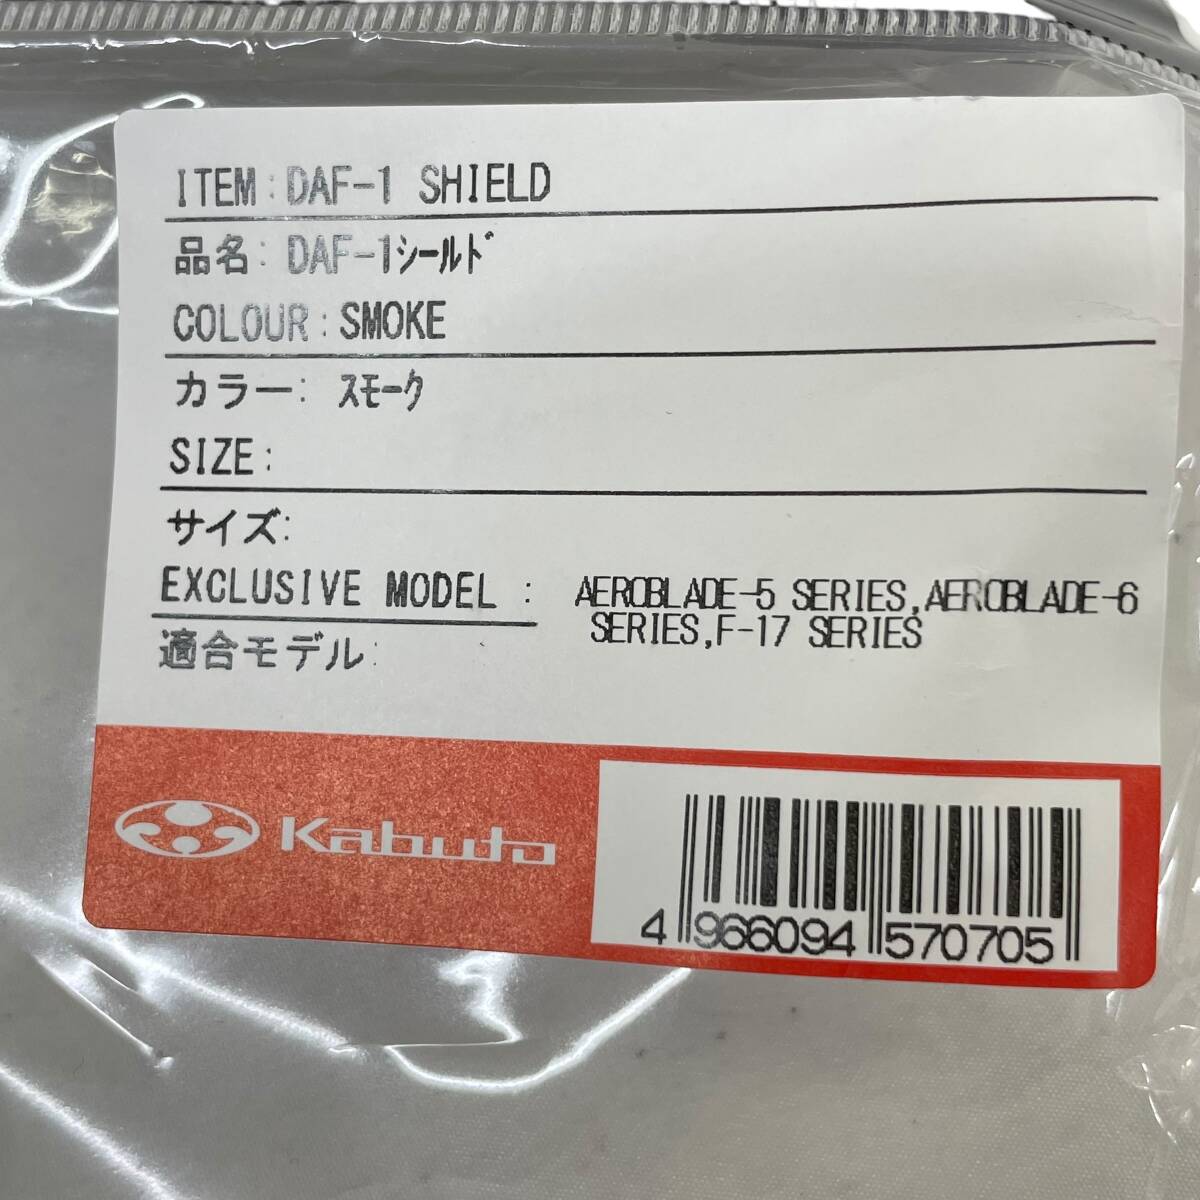 ITEM:DAF-1 SHIELD
品名:DAF-1ｼｰﾙﾄﾞ
COLOUR:SMOKE
カラー:ｽﾓｰｸ
SIZE:
サイズ:
EXCLUSIVE MODEL : AEROBLADE-5 SERIES,AEROBLADE-6
SERIES,F-17 SERIES
適合モデル:
Kabuto
4 966094 570705